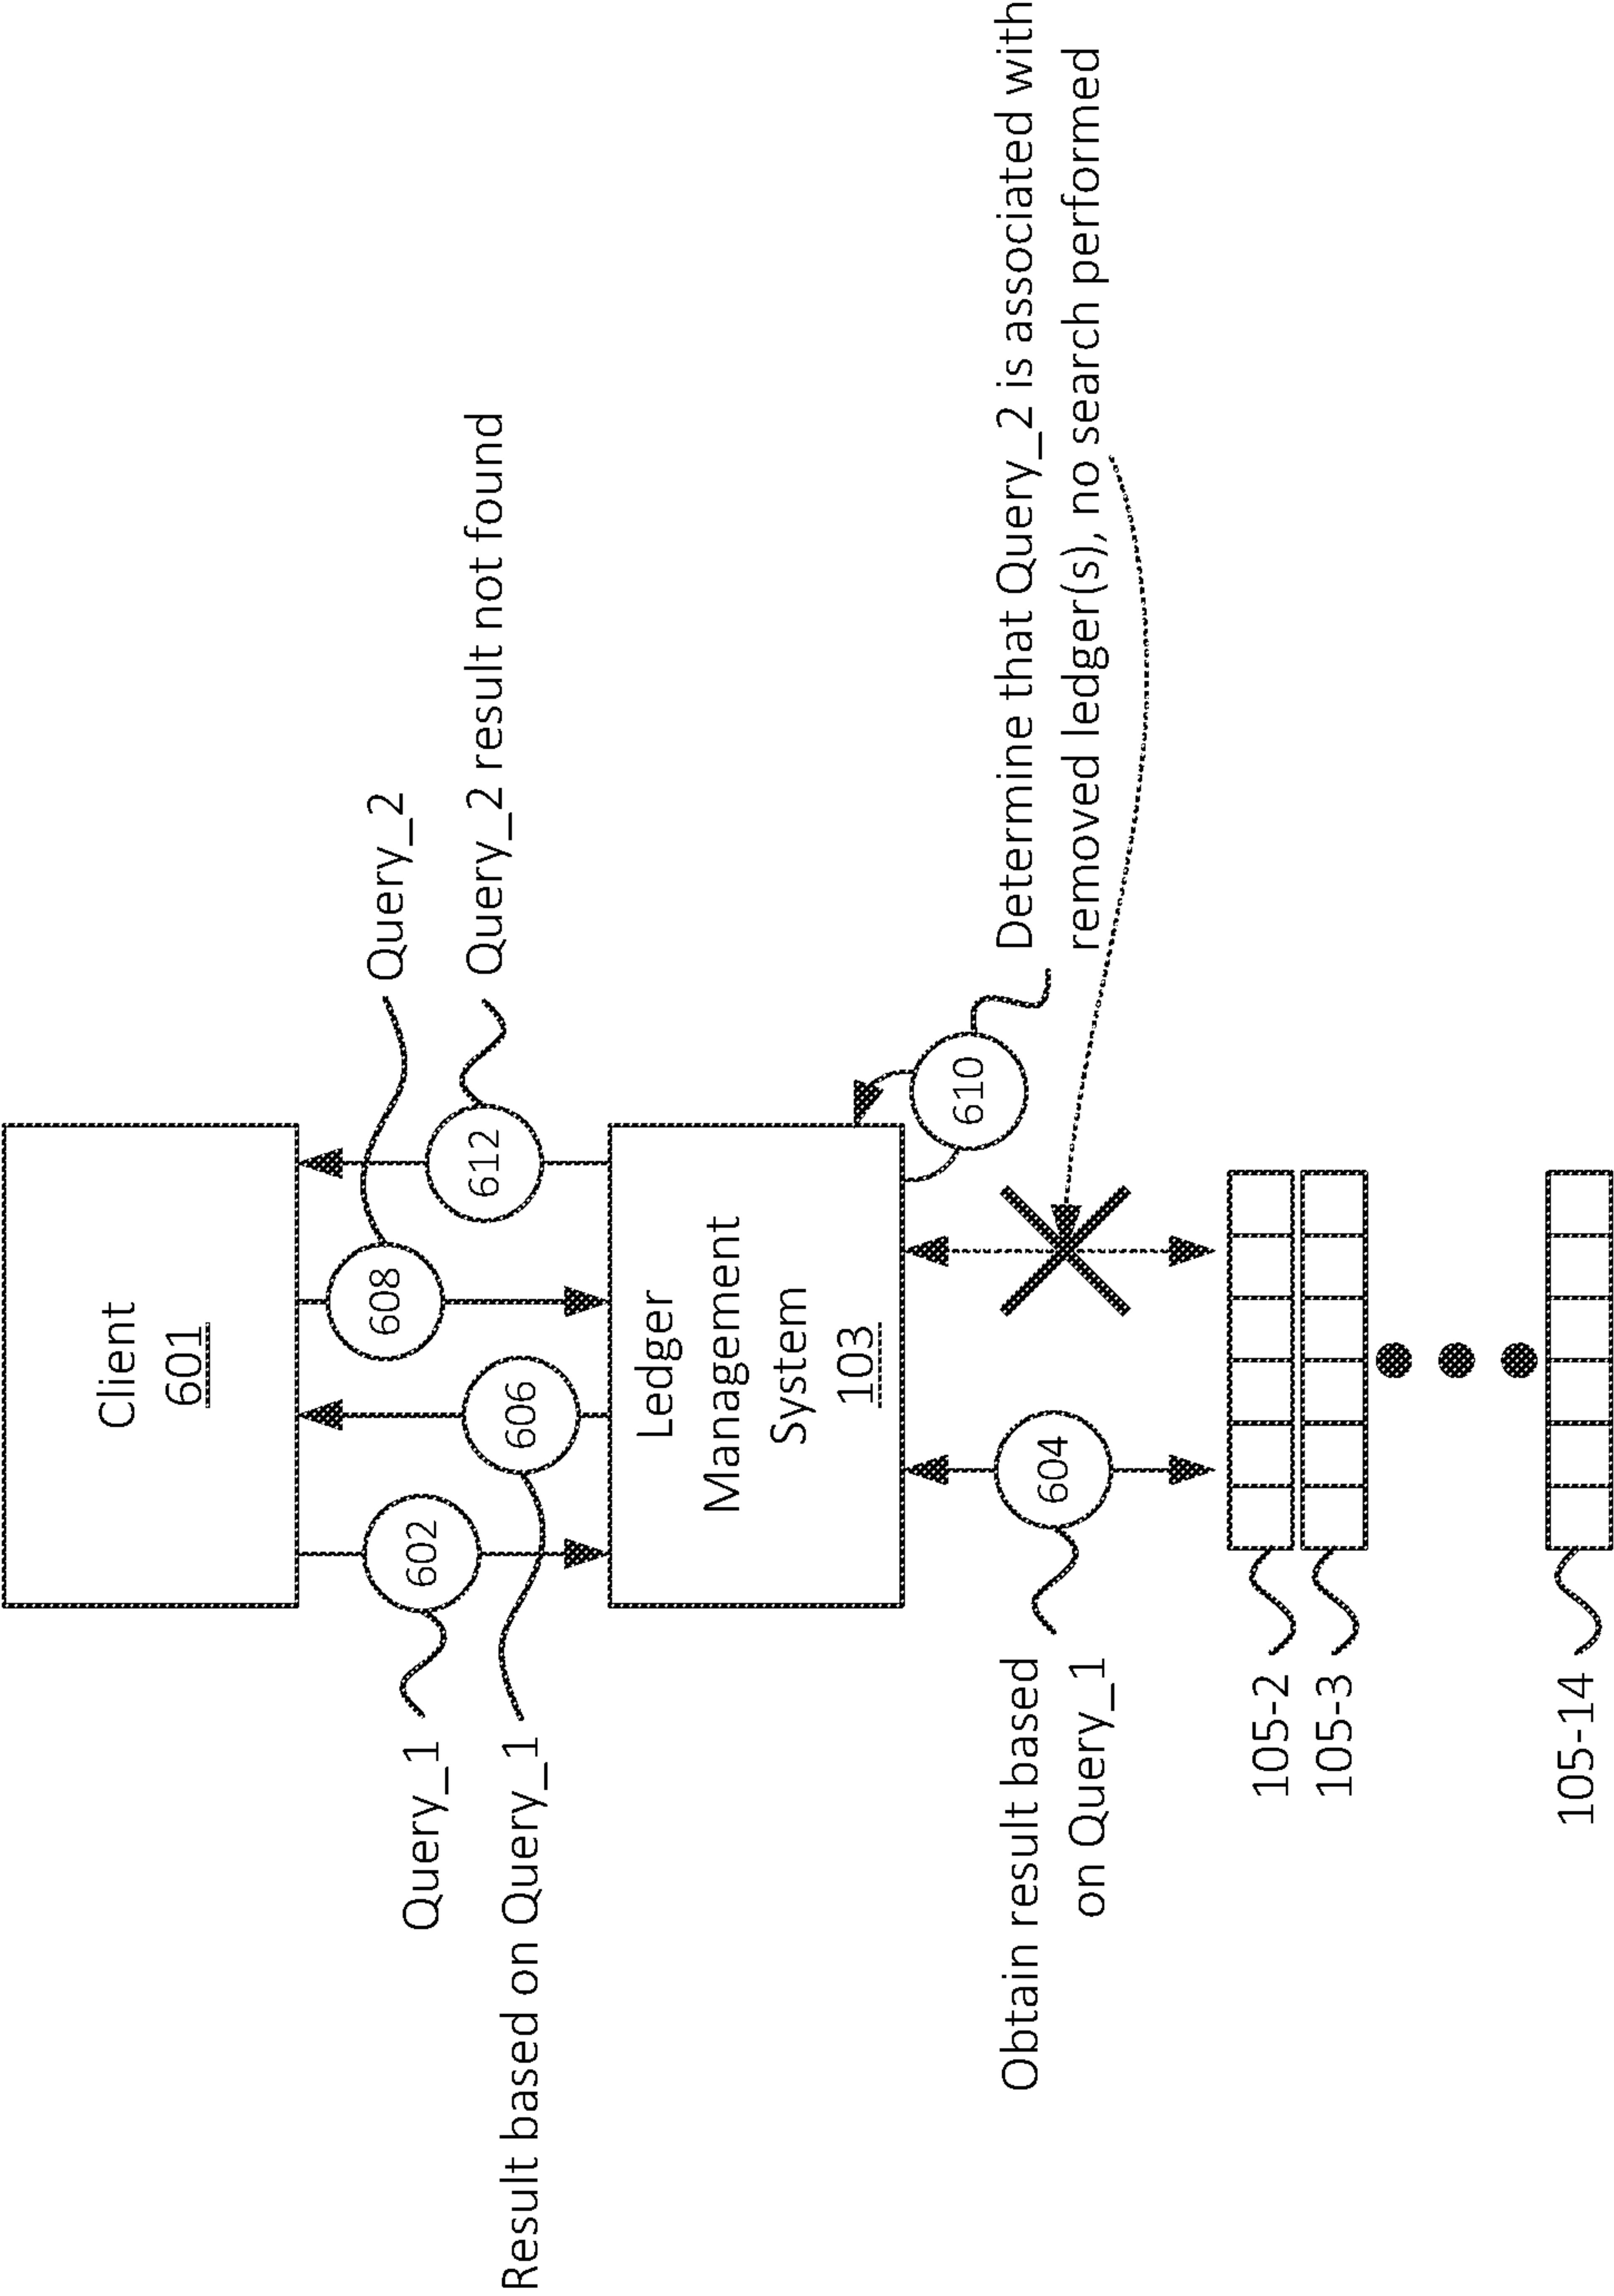 Client
601
Query_1
602
Result based on Query_1
606
608
Query_2
612
Query_2 result not found
Ledger
Management
System
103
Obtain result based
on Query_1
604
610
Determine that Query_2 is associated with
removed ledger(s), no search performed
105-2
105-3
105-14